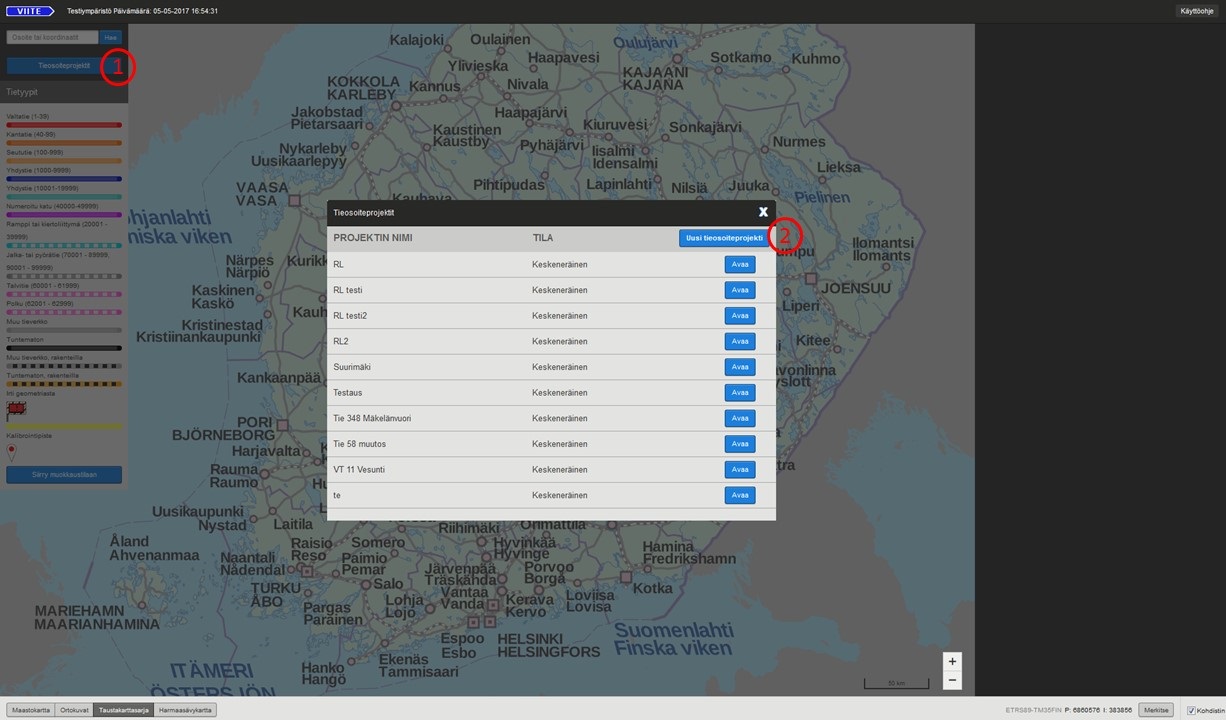 VIITE
Testiympäristö Päivämäärä: 05-05-2017 16:54:31
Käyttöohje
Osoite tai koordinaatit
Hae
Tieosoiteprojektit
1
Tietyypit
Valtatie (1-39)
Kantatie (40-99)
Seututie (100-999)
Yhdystie (1000-9999)
Yhdystie (10001-19999)
Numeroitu katu (40000-49999)
Ramppi tai kiertoliittymä (20001 -
39999)
Jalka- tai pyörätie (70001 - 89999,
90001 - 99999)
Talvitie (60001 - 61999)
Polku (62001 - 62999)
Muu tieverkko
Tuntematon
Muu tieverkko, rakenteilla
Tuntematon, rakenteilla
Irti geometriasta
Kalibrointipiste
Siirry muokkaustilaan
Tieosoiteprojektit
X
PROJEKTIN NIMI TILA Uusi tieosoiteprojekti
2
RL Keskeneräinen Avaa
RL testi Keskeneräinen Avaa
RL testi2 Keskeneräinen Avaa
RL2 Keskeneräinen Avaa
Suurimäki Keskeneräinen Avaa
Testaus Keskeneräinen Avaa
Tie 348 Mäkelänvuori Keskeneräinen Avaa
Tie 58 muutos Keskeneräinen Avaa
VT 11 Vesunti Keskeneräinen Avaa
te Keskeneräinen Avaa
Kalajoki
Oulainen
Oulujärvi
Haapavesi
Sotkamo
Kuhmo
Ylivieska
KAJAANI
KAJANA
KOKKOLA
KARLEBY
Kannus
Nivala
Jakobstad
Pietarsaari
Haapajärvi
Kaustinen
Kaustby
Kiuruvesi
Sonkajärvi
Nykarleby
Uusikaarlepyy
Pyhäjärvi
Iisalmi
Idensalmi
Nurmes
Lieksa
VAASA
VASA
Kauhava
Pihtipudas
Lapinlahti
Nilsiä
Juuka
Pielinen
Ilomantsi
Ilomants
Närpes
Närpiö
JOENSUU
Kaskinen
Kaskö
Liperi
Kristinestad
Kristiinankaupunki
Kitee
Kankaanpää
PORI
BJÖRNEBORG
Harjavalta
Rauma
Raumo
Uusikaupunki
Nystad
Laitila
Riihimäki
Orimattila
Åland
Ahvenanmaa
Raisio
Reso
Somero
Hyvinkää
Hyvinge
Hamina
Fredrikshamn
Naantali
Nådendal
Paimio
Pemar
Järvenpää
Träskända
Porvoo
Borgå
TURKU
ÅBO
Salo
Vantaa
Vanda
Kerava
Kervo
Loviisa
Lovisa
Kotka
MARIEHAMN
MAARIANHAMINA
Pargas
Parainen
Lohja
Lojo
Espoo
Esbo
HELSINKI
HELSINGFORS
Suomenlahti
Finska viken
Ekenäs
Tammisaari
Hanko
Hangö
ITÄMERI
ÖSTERSJÖN
+
−
50 km
Maastokartta Ortokuvat Taustakarttasarja Harmaasävykartta
ETRS89-TM35FIN P: 6860576 I: 383856 Merkitse
Kohdistin